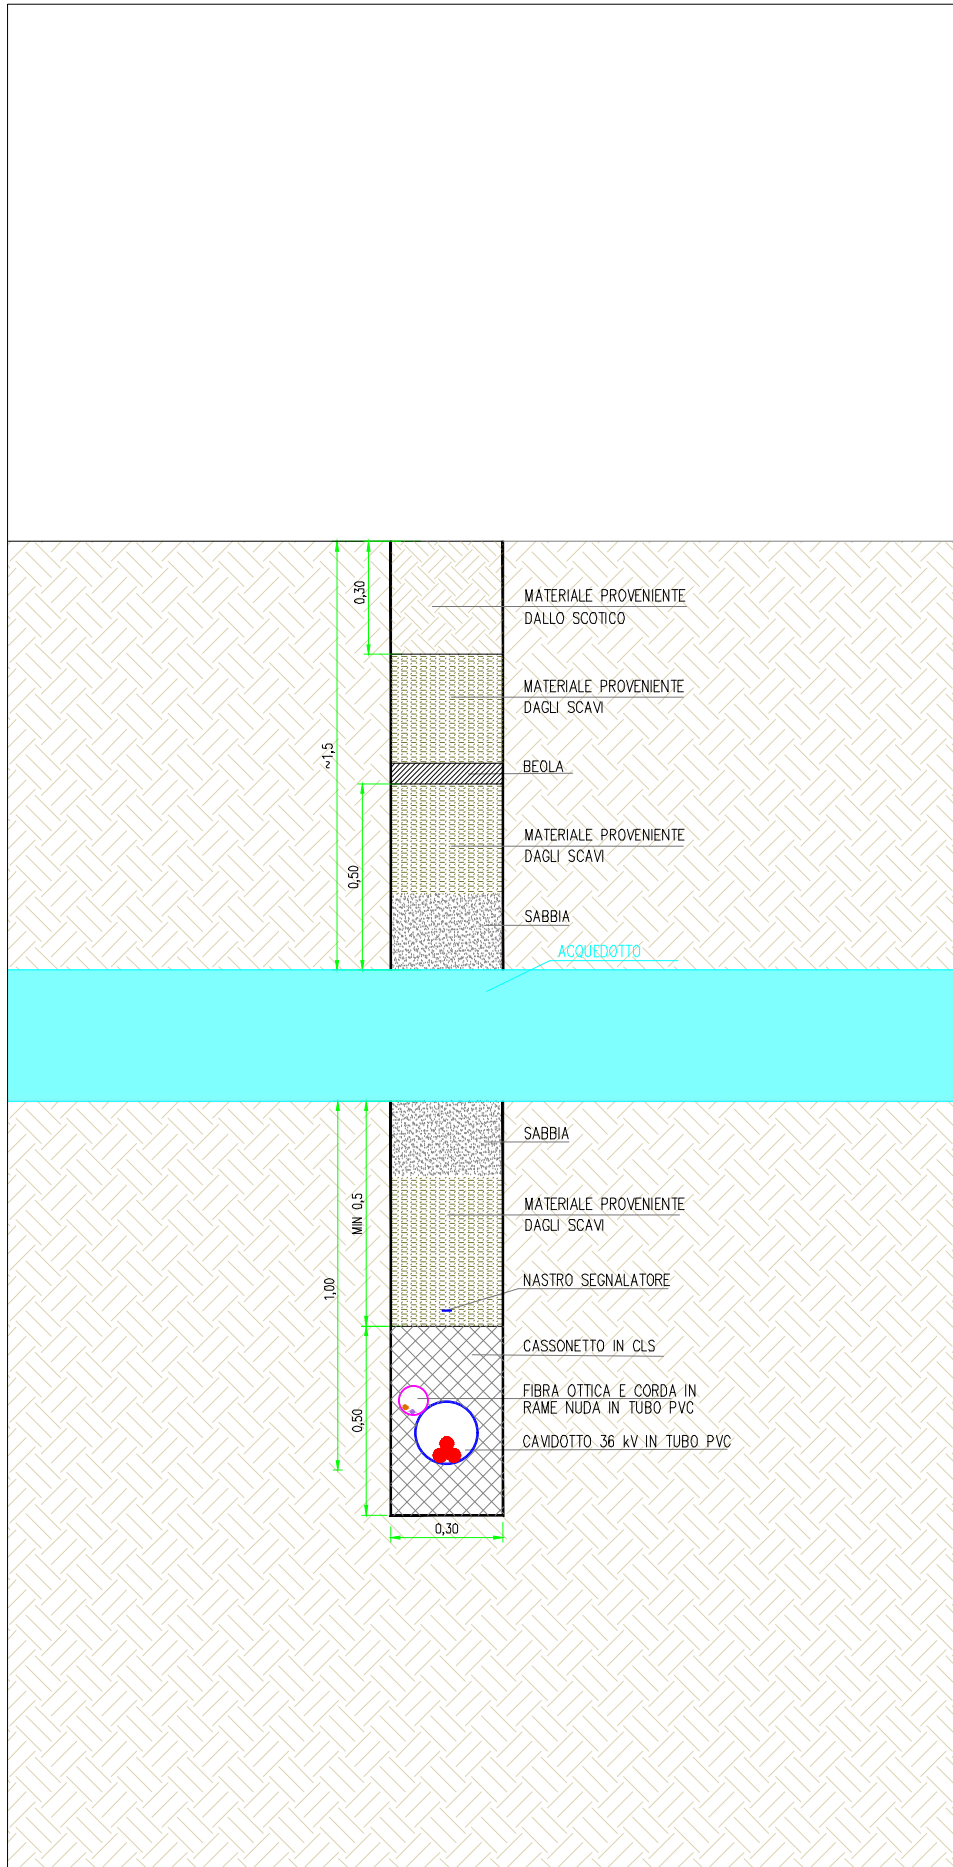 0,30
MATERIALE PROVENIENTE
DALLO SCOTICO
MATERIALE PROVENIENTE
DAGLI SCAVI
~1,5
BEOLA
MATERIALE PROVENIENTE
DAGLI SCAVI
0,50
SABBIA
ACQUEDOTTO
SABBIA
MIN 0,5
MATERIALE PROVENIENTE
DAGLI SCAVI
1,00
NASTRO SEGNALATORE
CASSONETTO IN CLS
FIBRA OTTICA E CORDA IN
RAME NUDA IN TUBO PVC
0,50
CAVIDOTTO 36 kV IN TUBO PVC
0,30